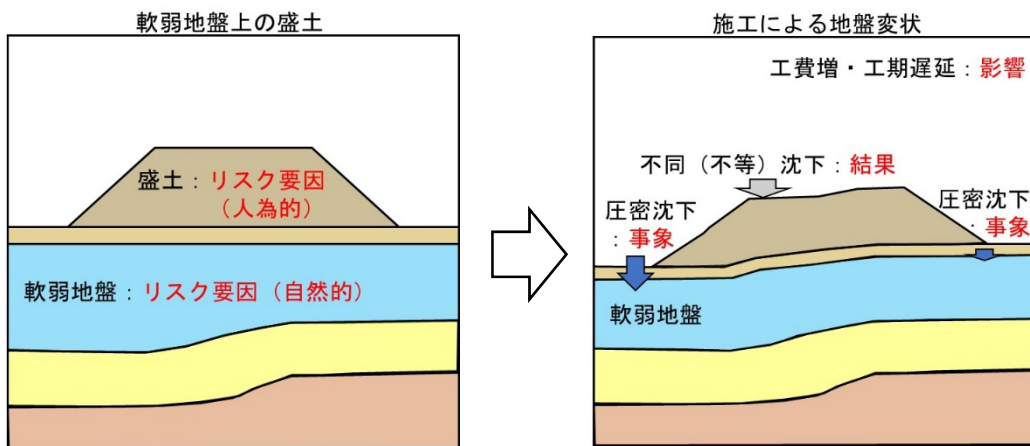 軟弱地盤上の盛土
盛土：リスク要因
（人為的）
軟弱地盤：リスク要因（自然的）
施工による地盤変状
工費増・工期遅延：影響
不同（不等）沈下：結果
圧密沈下
：事象
圧密沈下
：事象
軟弱地盤